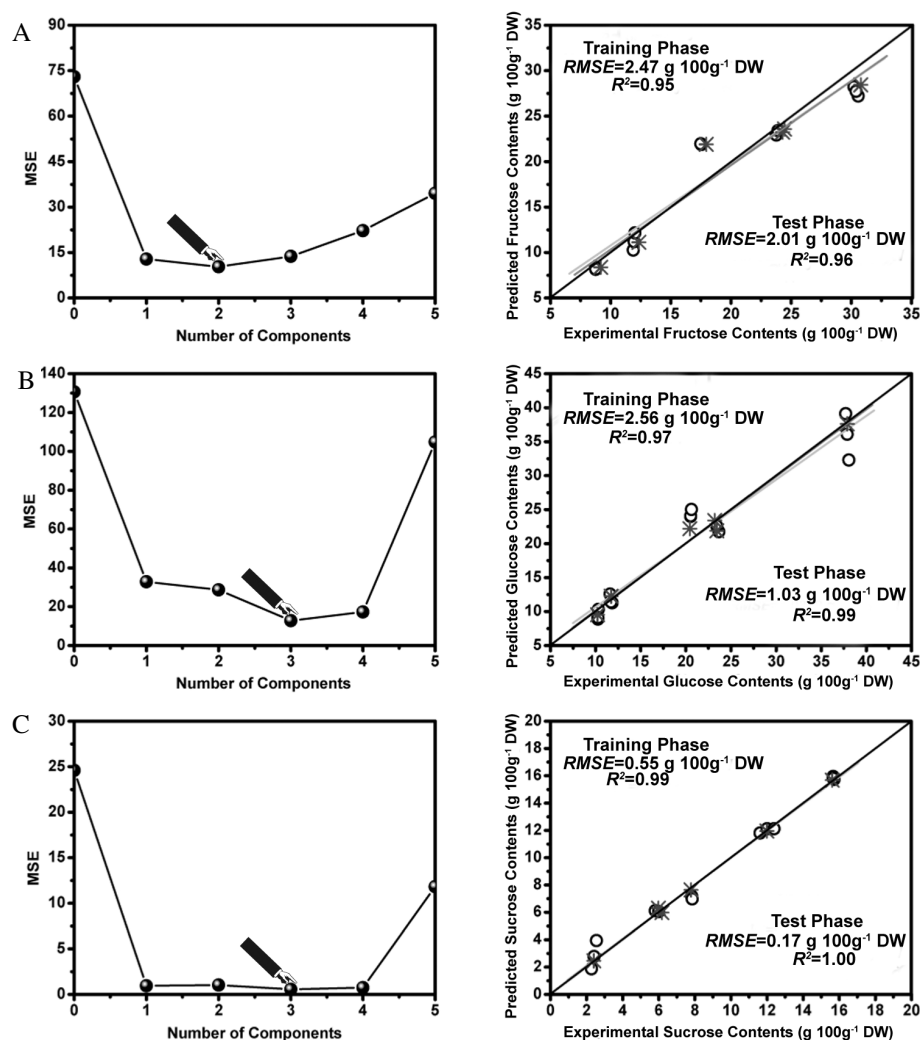 A
90
75
60
45
30
15
0
MSE
0 1 2 3 4 5
Number of Components
35
30
25
20
15
10
5
Predicted Fructose Contents (g 100g⁻¹ DW)
Training Phase
RMSE=2.47 g 100g⁻¹ DW
R²=0.95
Test Phase
RMSE=2.01 g 100g⁻¹ DW
R²=0.96
5 10 15 20 25 30 35
Experimental Fructose Contents (g 100g⁻¹ DW)
B
140
120
100
80
60
40
20
0
MSE
0 1 2 3 4 5
Number of Components
45
40
35
30
25
20
15
10
5
Predicted Glucose Contents (g 100g⁻¹ DW)
Training Phase
RMSE=2.56 g 100g⁻¹ DW
R²=0.97
Test Phase
RMSE=1.03 g 100g⁻¹ DW
R²=0.99
5 10 15 20 25 30 35 40 45
Experimental Glucose Contents (g 100g⁻¹ DW)
C
30
25
20
15
10
5
0
MSE
0 1 2 3 4 5
Number of Components
20
18
16
14
12
10
8
6
4
2
0
Predicted Sucrose Contents (g 100g⁻¹ DW)
Training Phase
RMSE=0.55 g 100g⁻¹ DW
R²=0.99
Test Phase
RMSE=0.17 g 100g⁻¹ DW
R²=1.00
0 2 4 6 8 10 12 14 16 18 20
Experimental Sucrose Contents (g 100g⁻¹ DW)